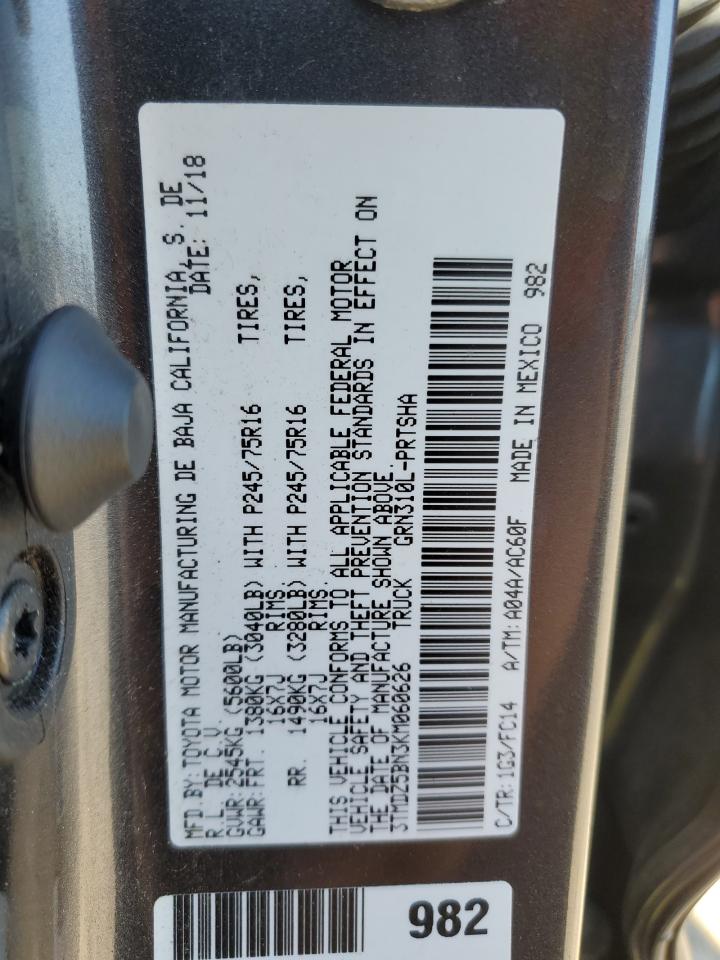 MFD.BY: TOYOTA MOTOR MANUFACTURING DE BAJA CALIFORNIA, S. DE
R. L. DE C.V. DATE: 11/18
GVWR: 2545KG (5600LB)
GAWR: FRT. 1380KG (3040LB) WITH P245/75R16 TIRES,
16X7J RIMS
RR. 1490KG (3280LB) WITH P245/75R16 TIRES,
16X7J RIMS
THIS VEHICLE CONFORMS TO ALL APPLICABLE FEDERAL MOTOR
VEHICLE SAFETY AND THEFT PREVENTION STANDARDS IN EFFECT ON
THE DATE OF MANUFACTURE SHOWN ABOVE.
3TMDZ5BN3KM060626 TRUCK GRN310L-PRTSHA
C/TR: 1G3/FC14 A/TM: A04A/AC60F MADE IN MEXICO 982
982